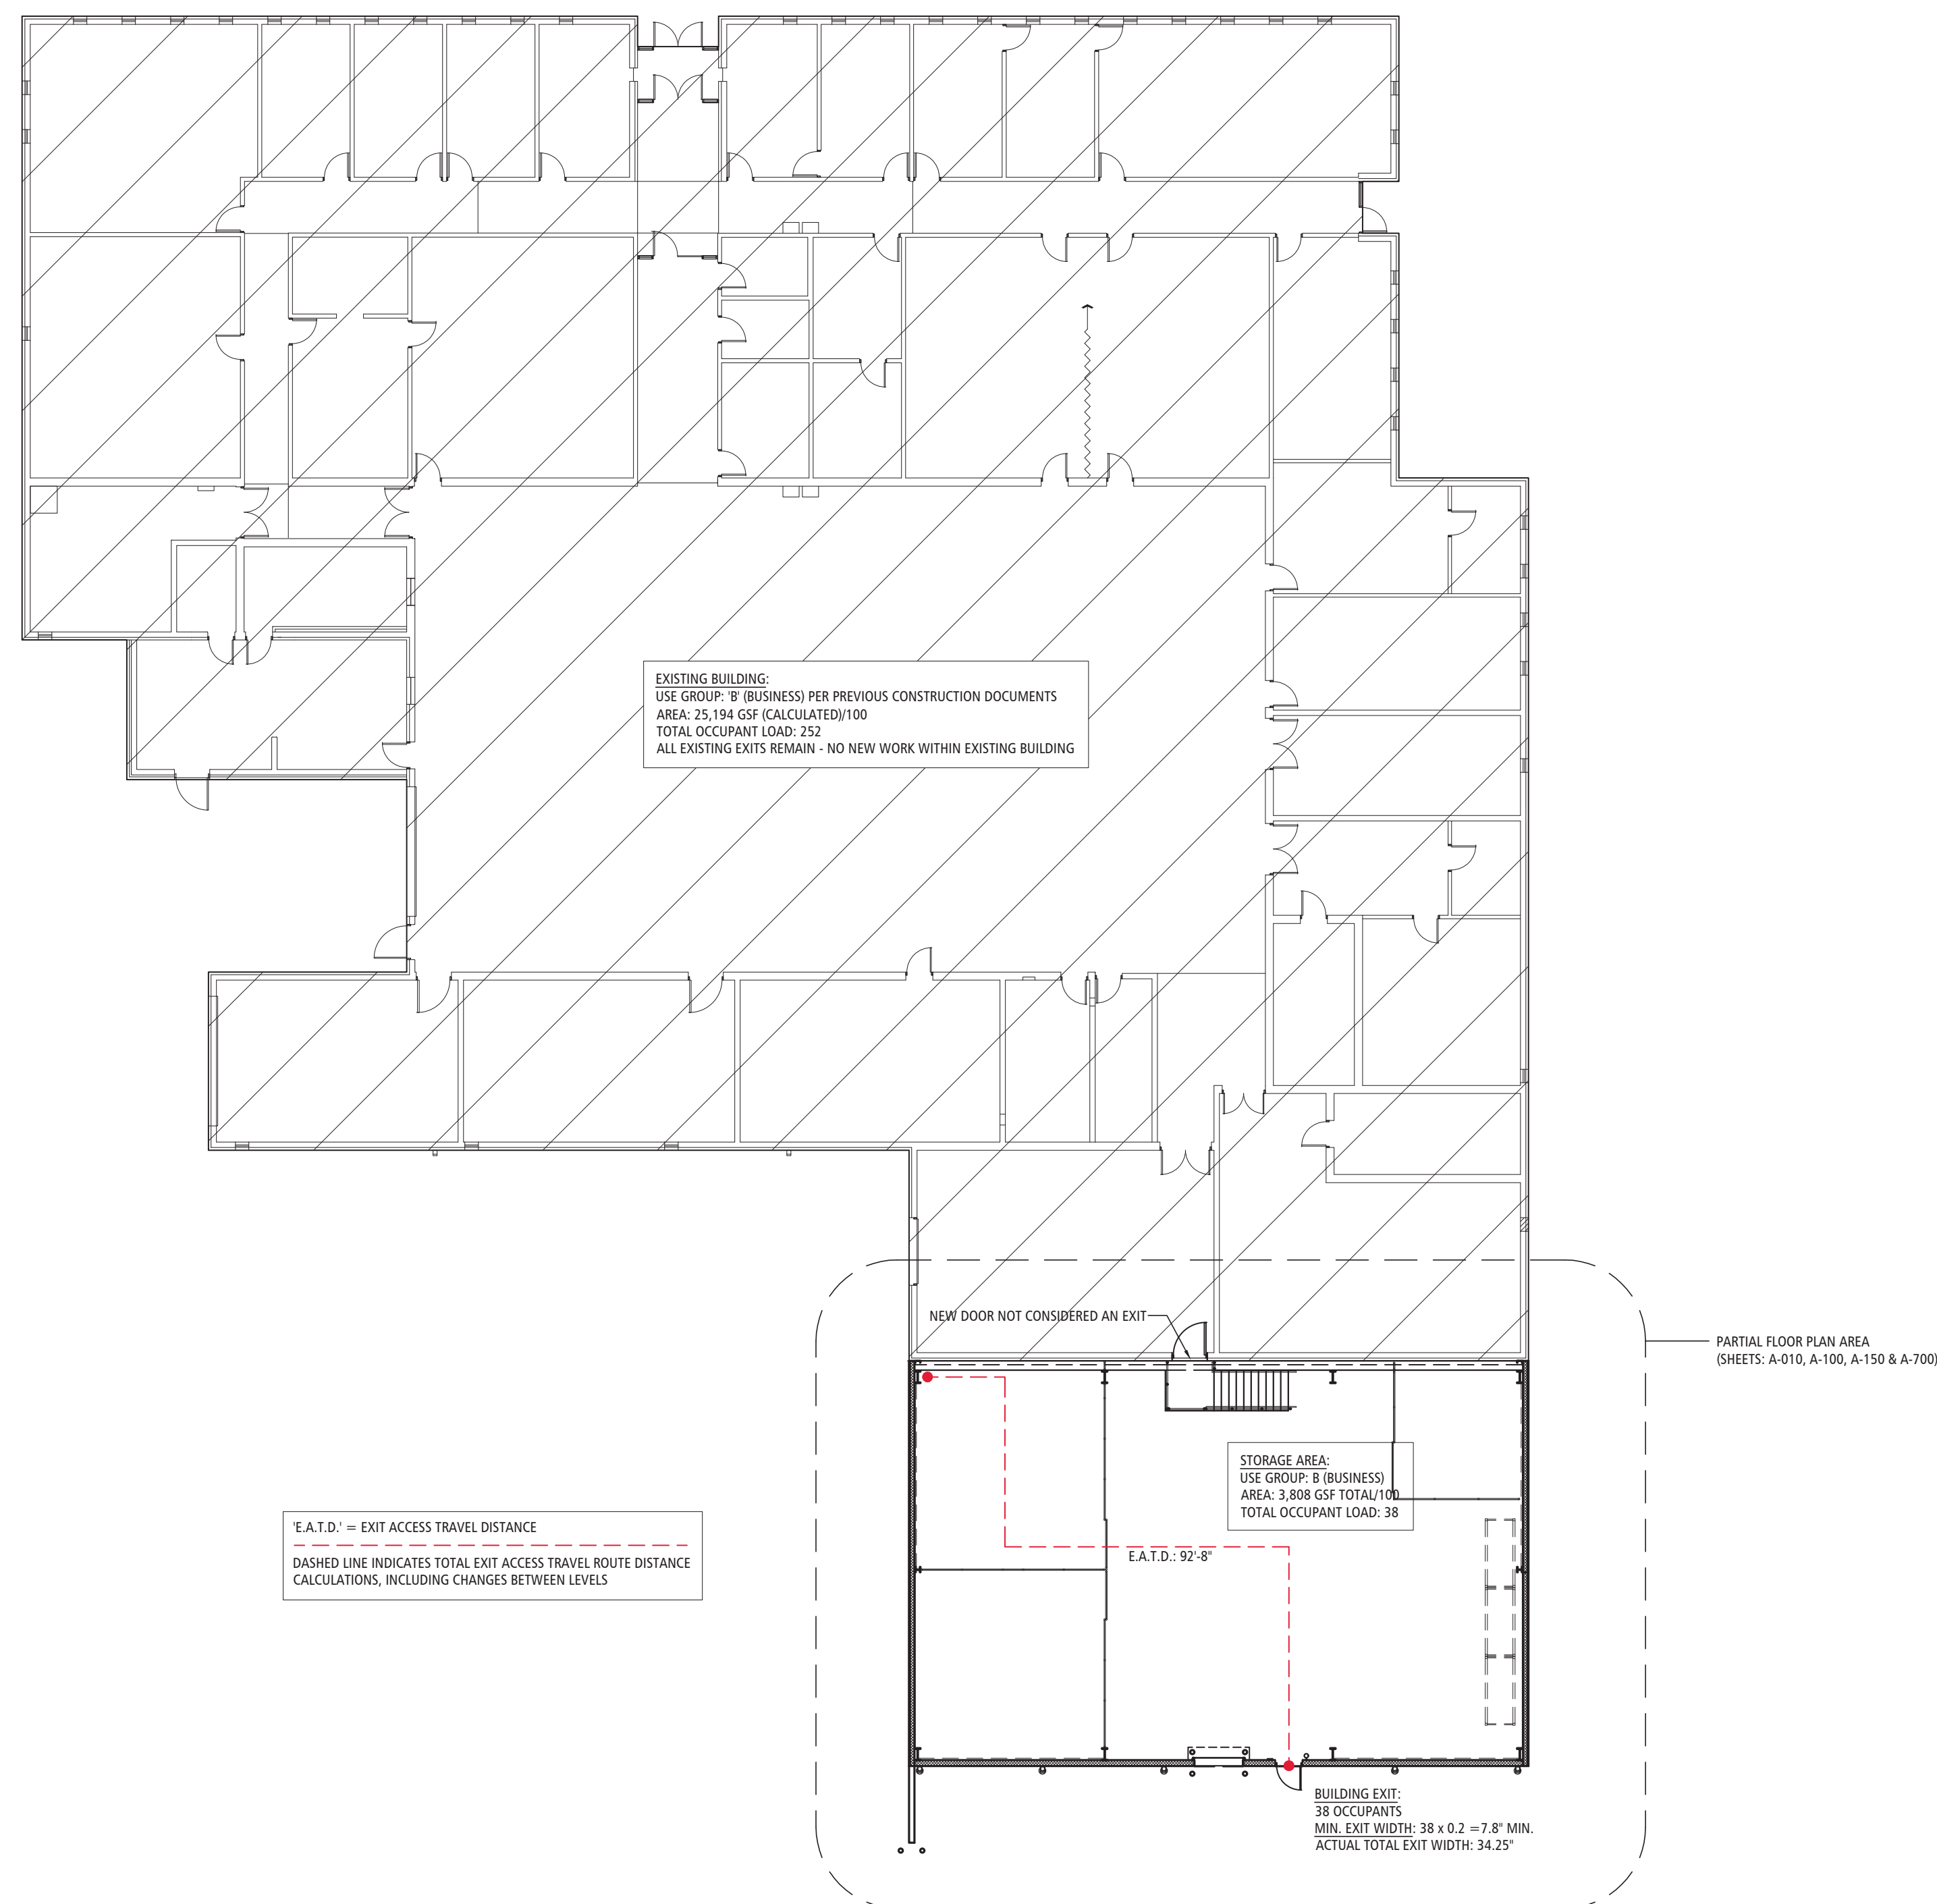 EXISTING BUILDING:
USE GROUP: 'B' (BUSINESS) PER PREVIOUS CONSTRUCTION DOCUMENTS
AREA: 25,194 GSF (CALCULATED)/100
TOTAL OCCUPANT LOAD: 252
ALL EXISTING EXITS REMAIN - NO NEW WORK WITHIN EXISTING BUILDING
NEW DOOR NOT CONSIDERED AN EXIT
PARTIAL FLOOR PLAN AREA
(SHEETS: A-010, A-100, A-150 & A-700)
STORAGE AREA:
USE GROUP: B (BUSINESS)
AREA: 3,808 GSF TOTAL/100
TOTAL OCCUPANT LOAD: 38
'E.A.T.D.' = EXIT ACCESS TRAVEL DISTANCE
DASHED LINE INDICATES TOTAL EXIT ACCESS TRAVEL ROUTE DISTANCE
CALCULATIONS, INCLUDING CHANGES BETWEEN LEVELS
E.A.T.D.: 92'-8"
BUILDING EXIT:
38 OCCUPANTS
MIN. EXIT WIDTH: 38 x 0.2 =7.8" MIN.
ACTUAL TOTAL EXIT WIDTH: 34.25"